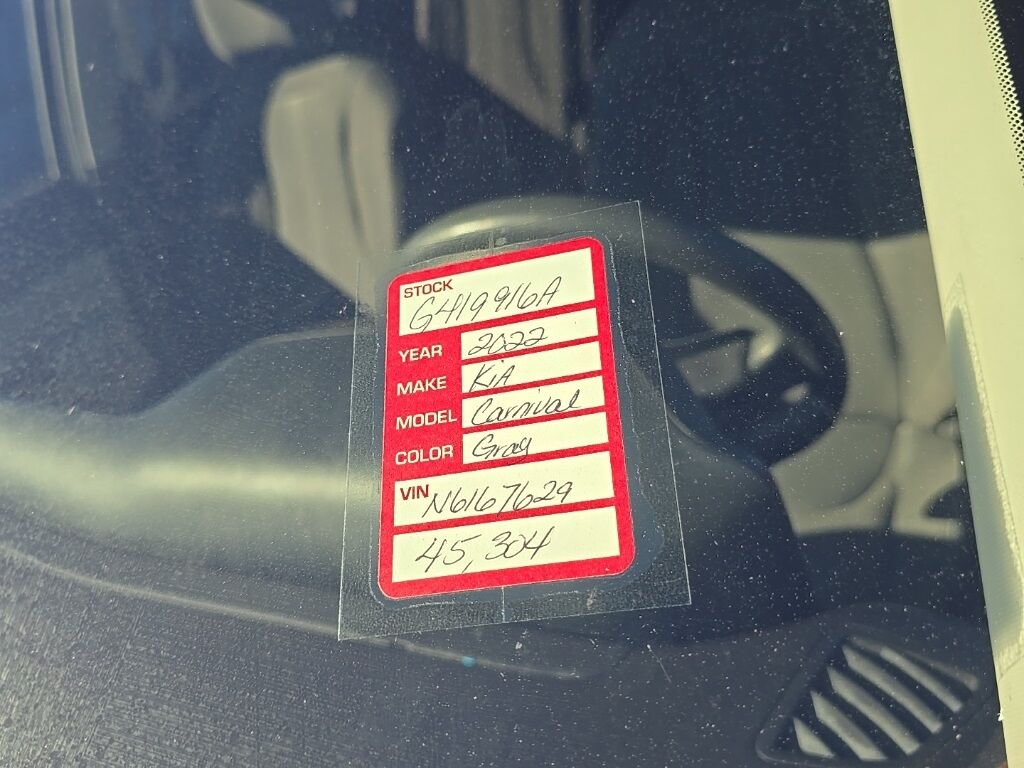 STOCK
G419916A
YEAR 2022
MAKE KiA
MODEL Carnival
COLOR Gray
VIN N6167629
45,304